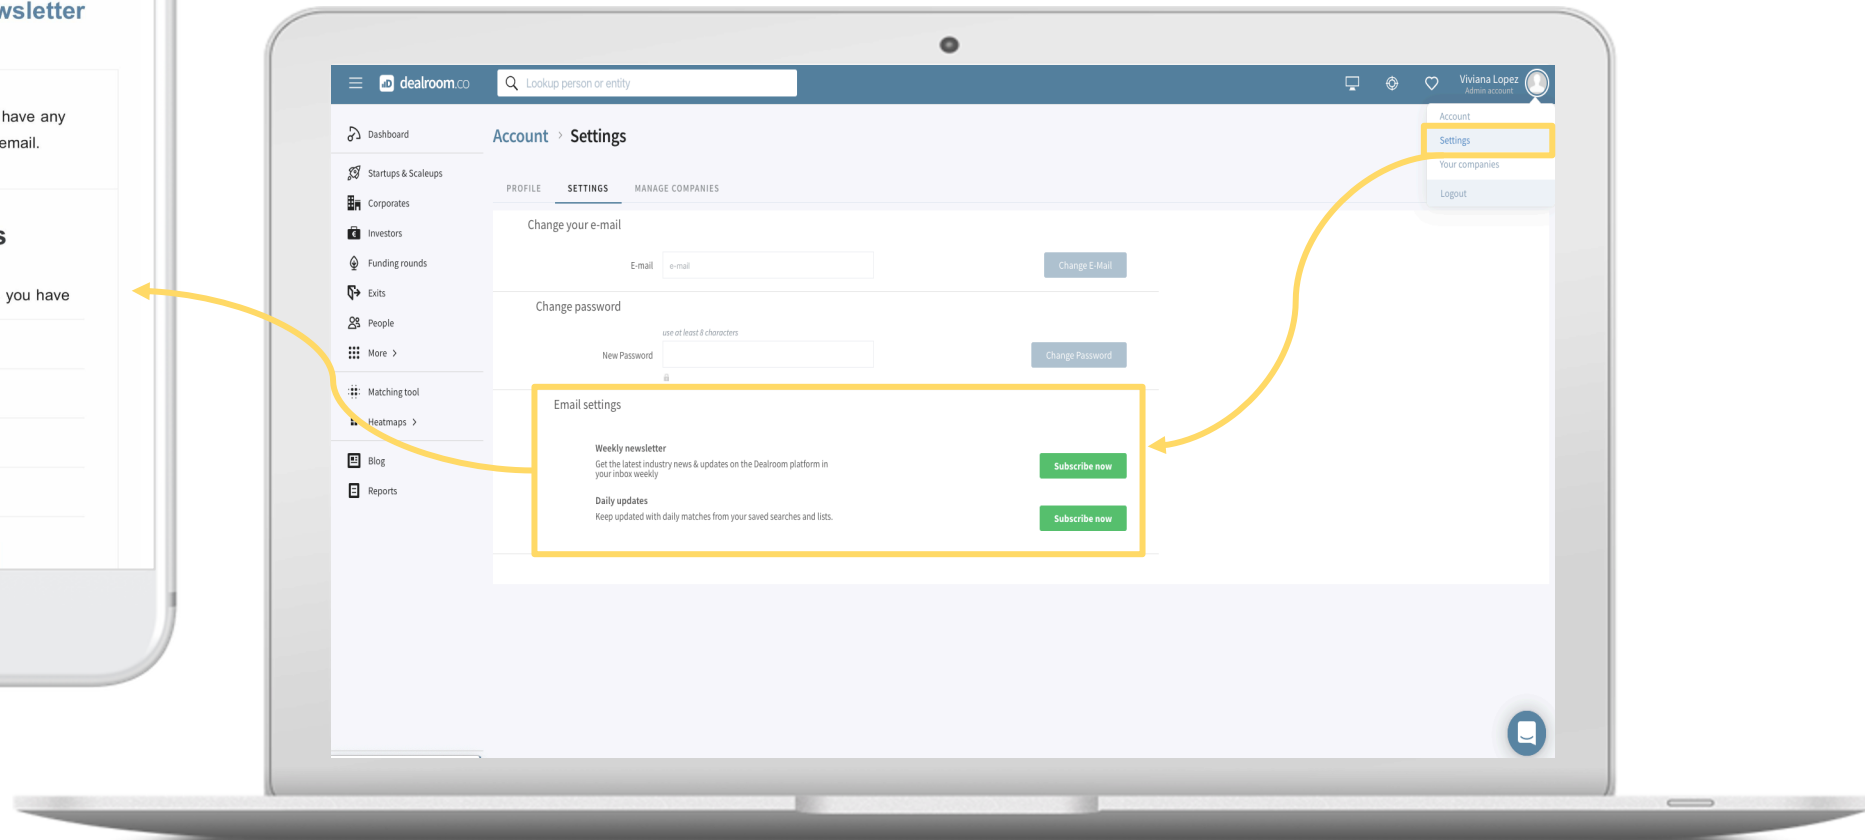 wsletter
have any
email.
s
you have
dealroom.co
Lookup person or entity
Viviana Lopez
Admin account
Account
Settings
Your companies
Logout
Dashboard
Startups & Scaleups
Corporates
Investors
Funding rounds
Exits
People
More >
Matching tool
Heatmaps >
Blog
Reports
Account > Settings
PROFILE SETTINGS MANAGE COMPANIES
Change your e-mail
E-mail e-mail Change E-Mail
Change password
use at least 8 characters
New Password Change Password
Email settings
Weekly newsletter
Get the latest industry news & updates on the Dealroom platform in
your inbox weekly
Subscribe now
Daily updates
Keep updated with daily matches from your saved searches and lists.
Subscribe now